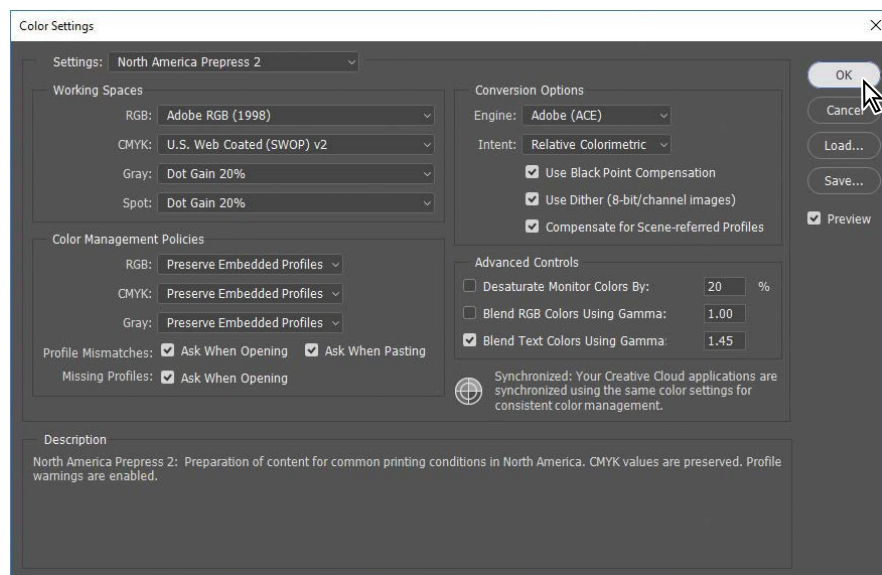 Color Settings
Settings: North America Prepress 2
Working Spaces
RGB: Adobe RGB (1998)
CMYK: U.S. Web Coated (SWOP) v2
Gray: Dot Gain 20%
Spot: Dot Gain 20%
Color Management Policies
RGB: Preserve Embedded Profiles
CMYK: Preserve Embedded Profiles
Gray: Preserve Embedded Profiles
Profile Mismatches: Ask When Opening Ask When Pasting
Missing Profiles: Ask When Opening
Conversion Options
Engine: Adobe (ACE)
Intent: Relative Colorimetric
Use Black Point Compensation
Use Dither (8-bit/channel images)
Compensate for Scene-referred Profiles
Advanced Controls
Desaturate Monitor Colors By: 20 %
Blend RGB Colors Using Gamma: 1.00
Blend Text Colors Using Gamma: 1.45
Synchronized: Your Creative Cloud applications are
synchronized using the same color settings for
consistent color management.
OK
Cancel
Load...
Save...
Preview
Description
North America Prepress 2: Preparation of content for common printing conditions in North America. CMYK values are preserved. Profile
warnings are enabled.